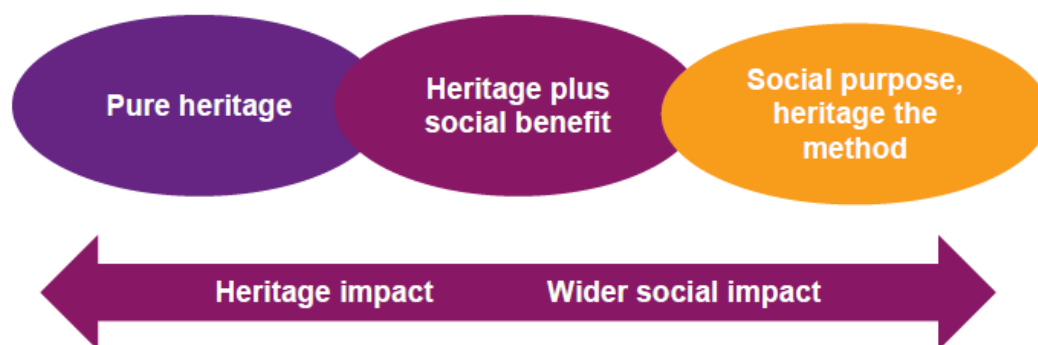 Pure heritage
Heritage plus
social benefit
Social purpose,
heritage the
method
Heritage impact
Wider social impact